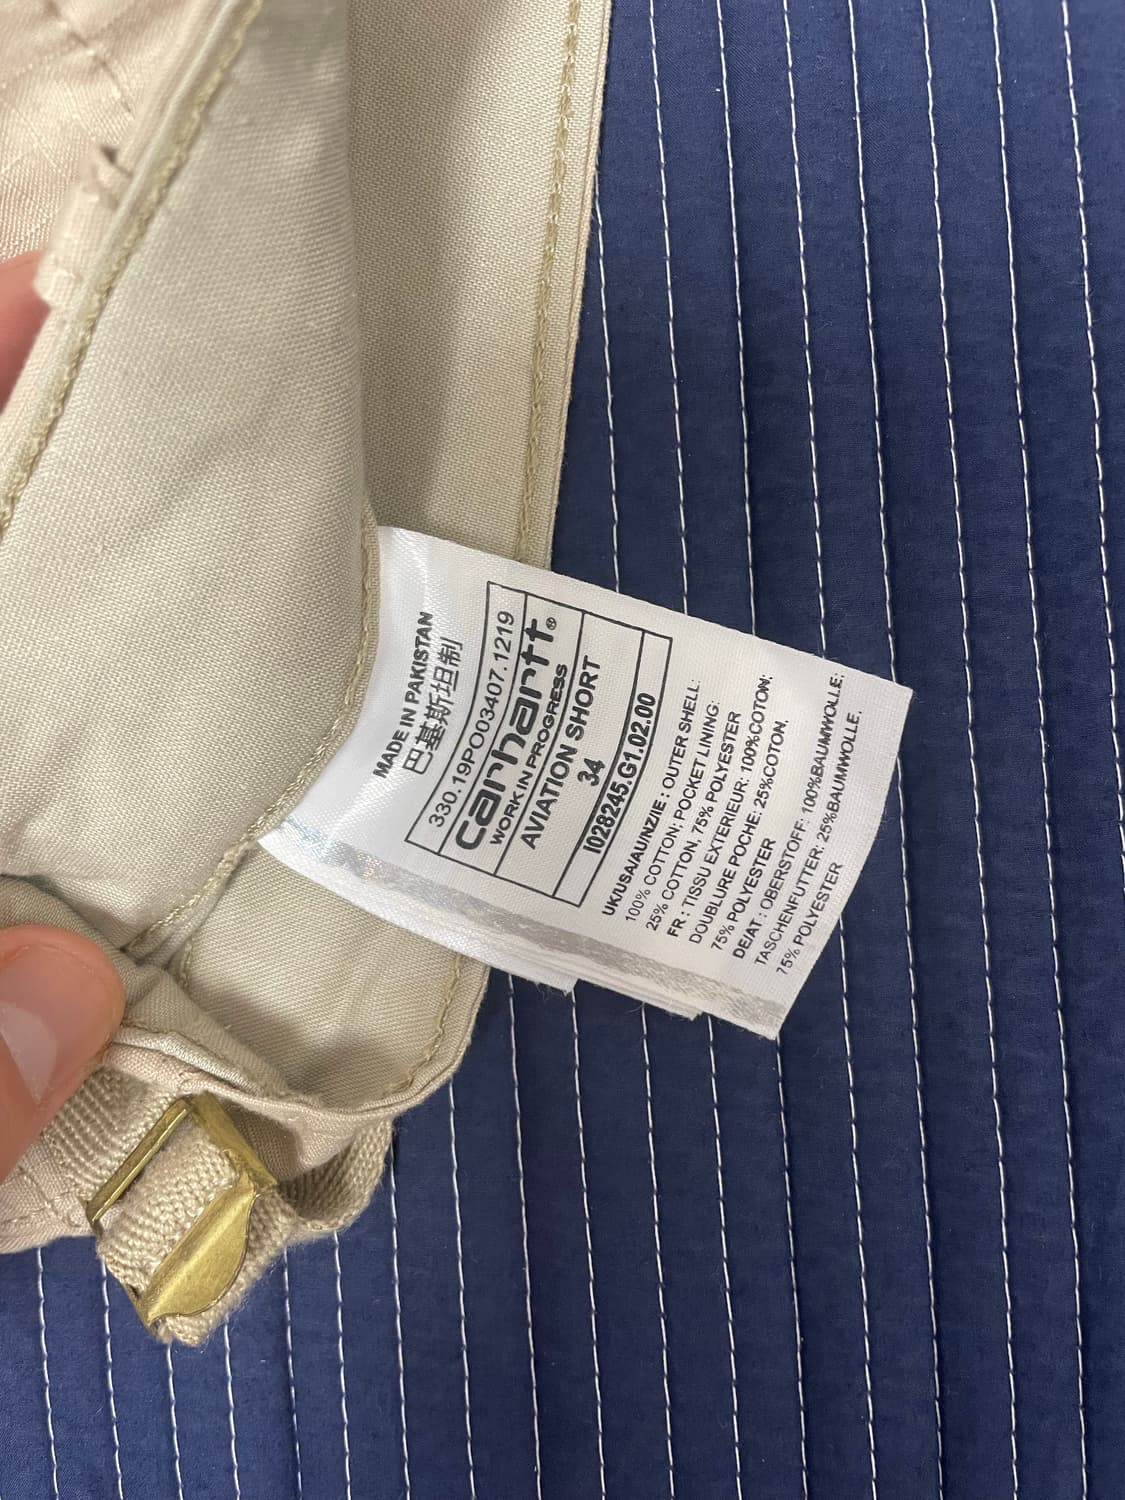 MADE IN PAKISTAN
巴基斯坦制
330.19PO03407.1219
carhartt®
WORK IN PROGRESS
AVIATION SHORT
34
I028245.G1.02.00
UK/USA/AU/NZ/IE : OUTER SHELL:
100% COTTON; POCKET LINING:
25% COTTON, 75% POLYESTER
FR : TISSU EXTERIEUR: 100%COTON;
DOUBLURE POCHE: 25%COTON,
75% POLYESTER
DE/AT : OBERSTOFF: 100%BAUMWOLLE;
TASCHENFUTTER: 25%BAUMWOLLE,
75% POLYESTER